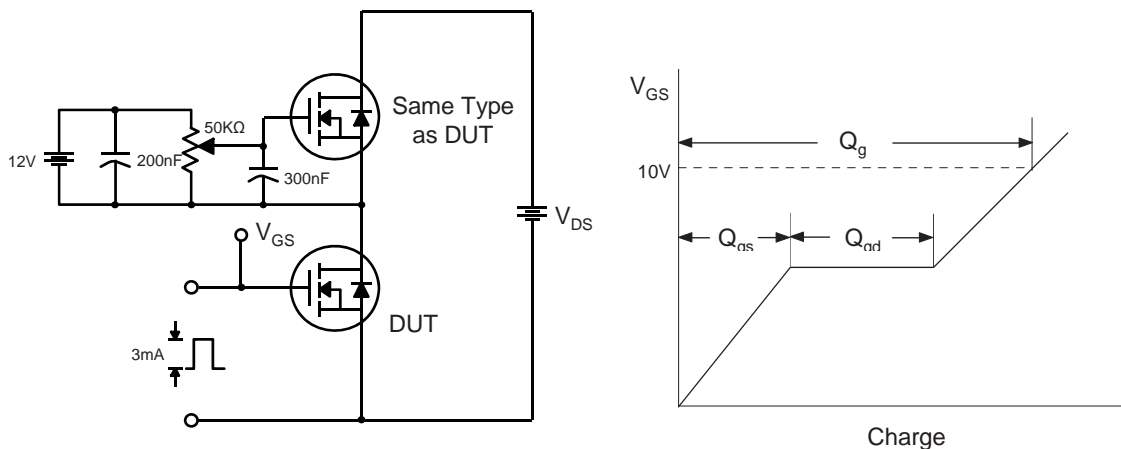 12V
200nF
50KΩ
300nF
Same Type
as DUT
V_GS
DUT
3mA
V_DS
V_GS
10V
Q_g
Q_gs
Q_gd
Charge